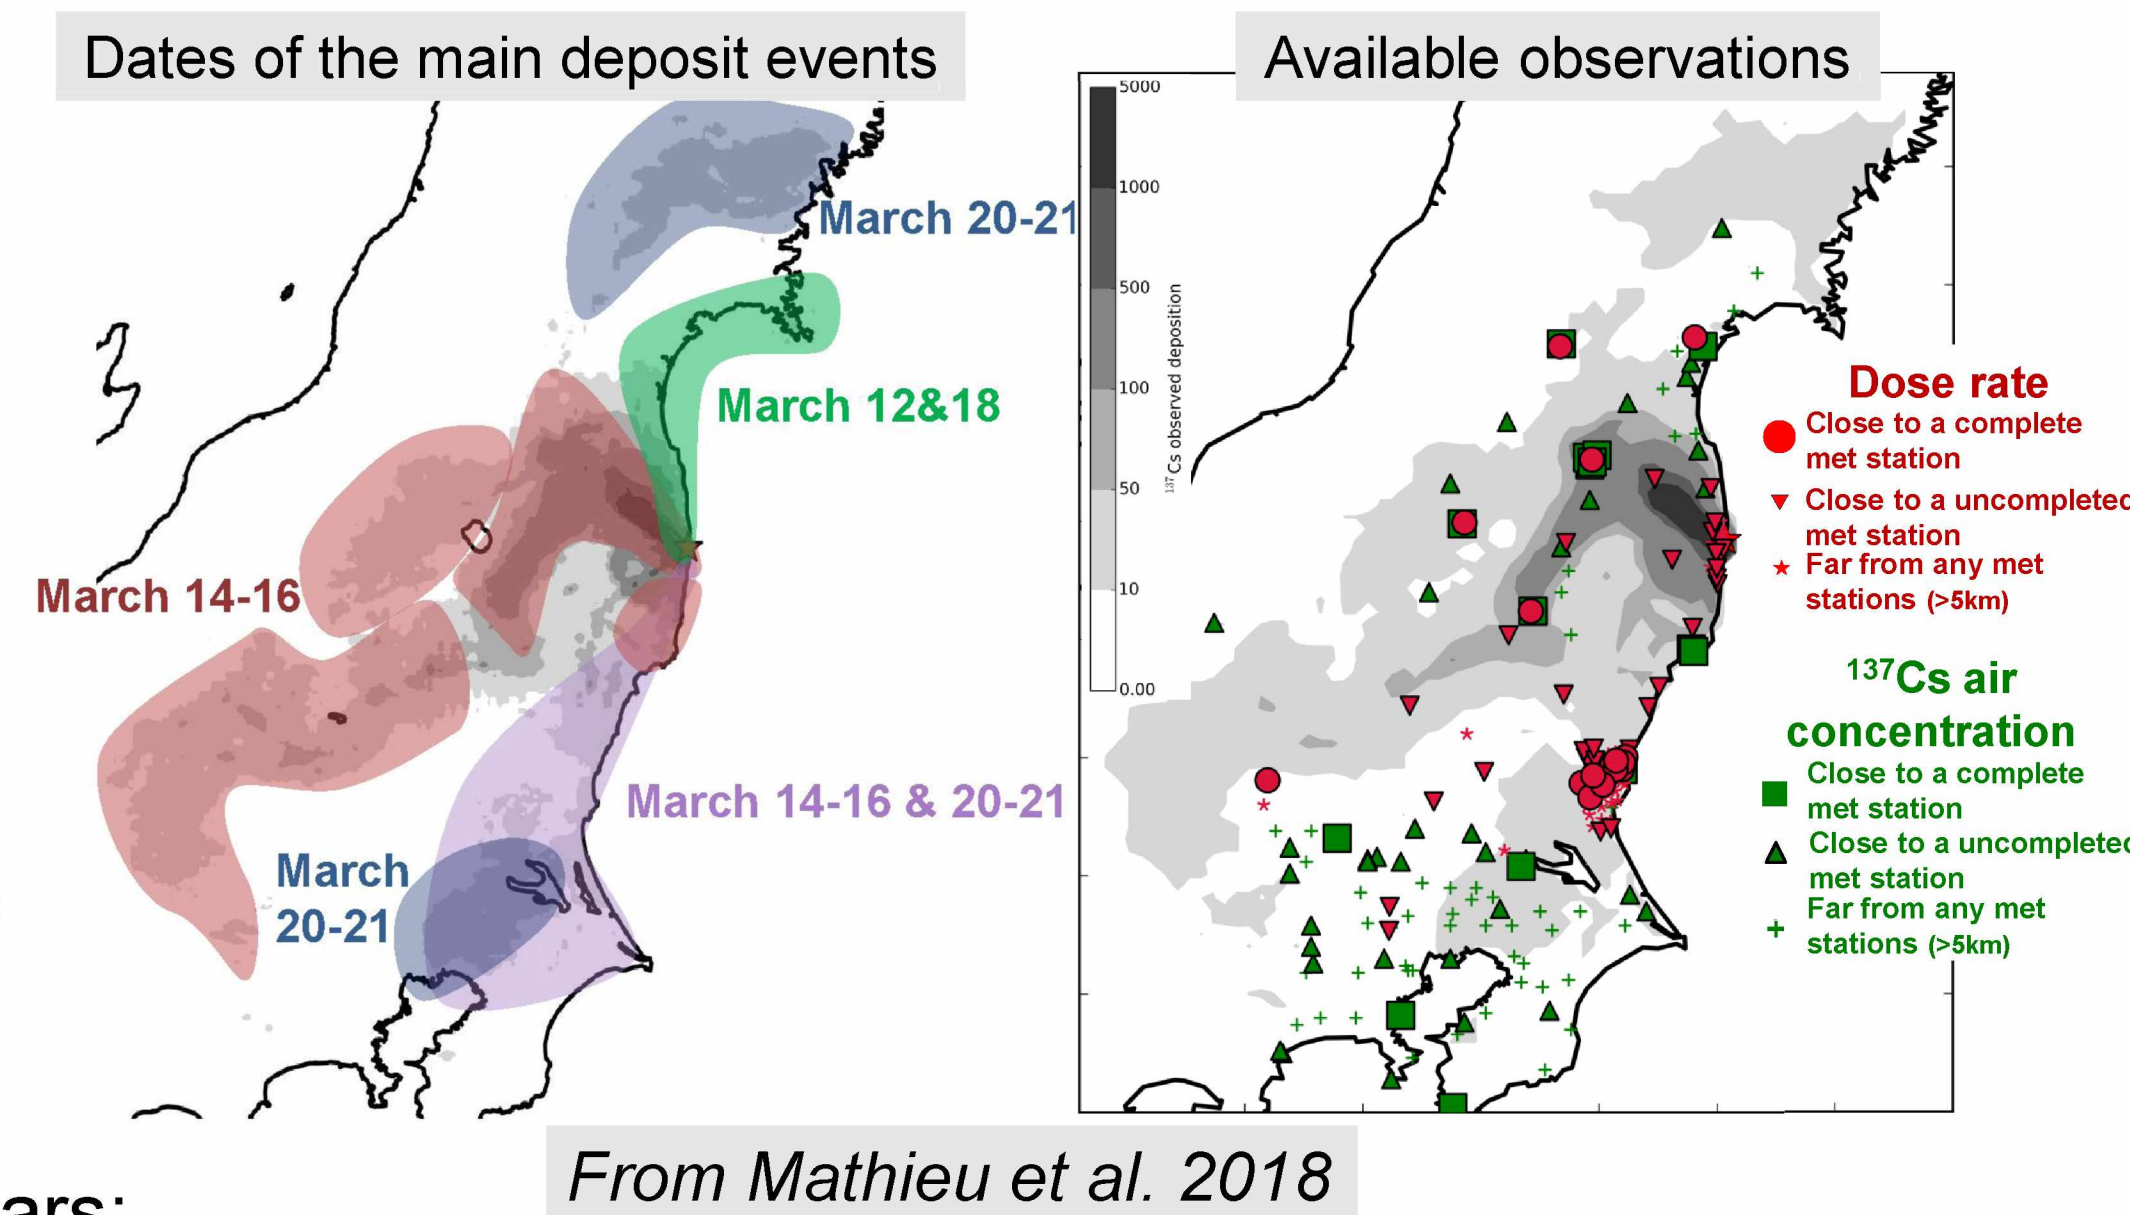 Dates of the main deposit events
March 20-21
March 12&18
March 14-16
March 14-16 & 20-21
March
20-21
Available observations
5000
1000
500
100
50
10
0.00
137Cs observed deposition
Dose rate
Close to a complete
met station
Close to a uncompleted
met station
Far from any met
stations (>5km)
137Cs air
concentration
Close to a complete
met station
Close to a uncompleted
met station
Far from any met
stations (>5km)
From Mathieu et al. 2018
ars: